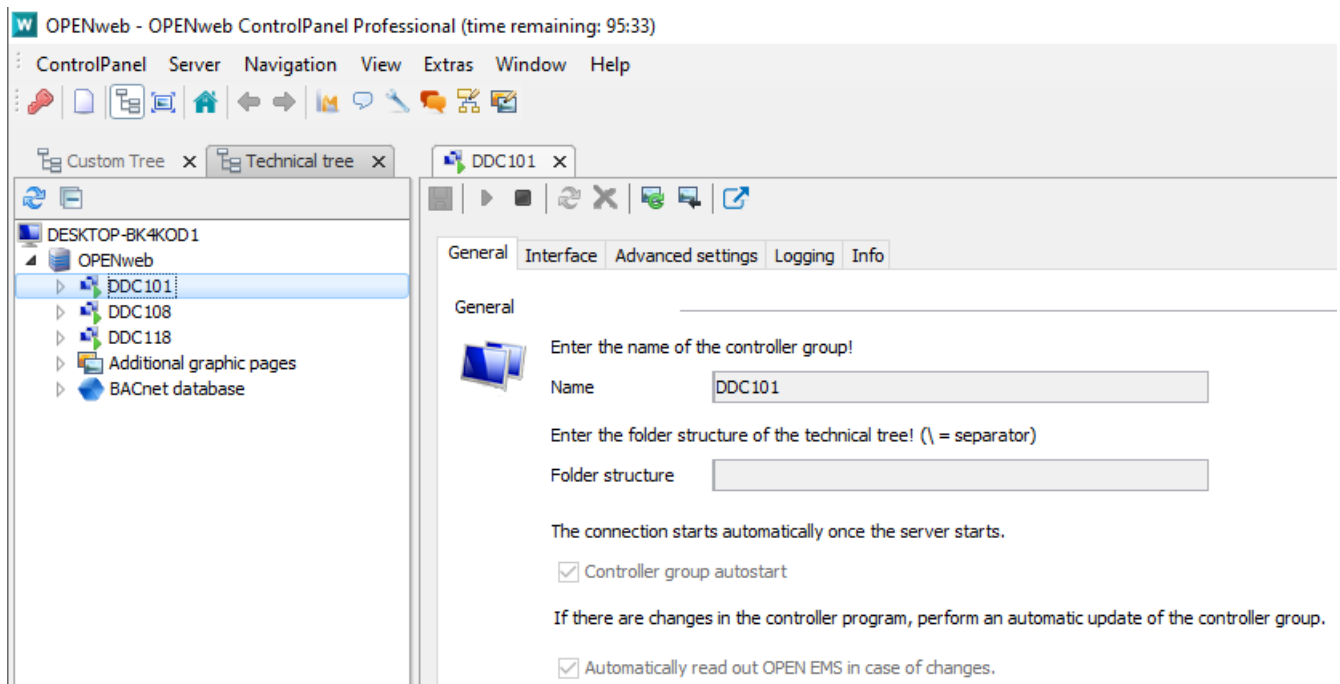 W OPENweb - OPENweb ControlPanel Professional (time remaining: 95:33)
ControlPanel Server Navigation View Extras Window Help
Custom Tree X Technical tree X
DDC101 X
DESKTOP-BK4KOD1
OPENweb
DDC101
DDC108
DDC118
Additional graphic pages
BACnet database
General Interface Advanced settings Logging Info
General
Enter the name of the controller group!
Name DDC101
Enter the folder structure of the technical tree! (\ = separator)
Folder structure
The connection starts automatically once the server starts.
Controller group autostart
If there are changes in the controller program, perform an automatic update of the controller group.
Automatically read out OPEN EMS in case of changes.